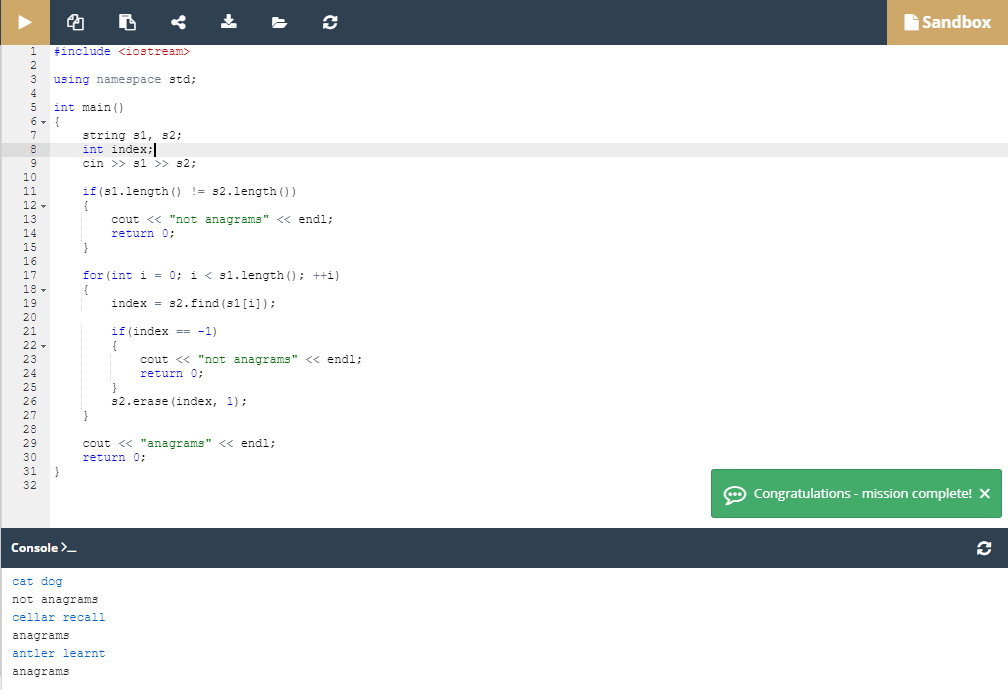 Sandbox
1 #include <iostream>
2
3 using namespace std;
4
5 int main()
6 {
7     string s1, s2;
8     int index;
9     cin >> s1 >> s2;
10
11     if(s1.length() != s2.length())
12     {
13         cout << "not anagrams" << endl;
14         return 0;
15     }
16
17     for(int i = 0; i < s1.length(); ++i)
18     {
19         index = s2.find(s1[i]);
20
21         if(index == -1)
22         {
23             cout << "not anagrams" << endl;
24             return 0;
25         }
26         s2.erase(index, 1);
27     }
28
29     cout << "anagrams" << endl;
30     return 0;
31 }
32
Congratulations - mission complete!
Console
cat dog
not anagrams
cellar recall
anagrams
antler learnt
anagrams